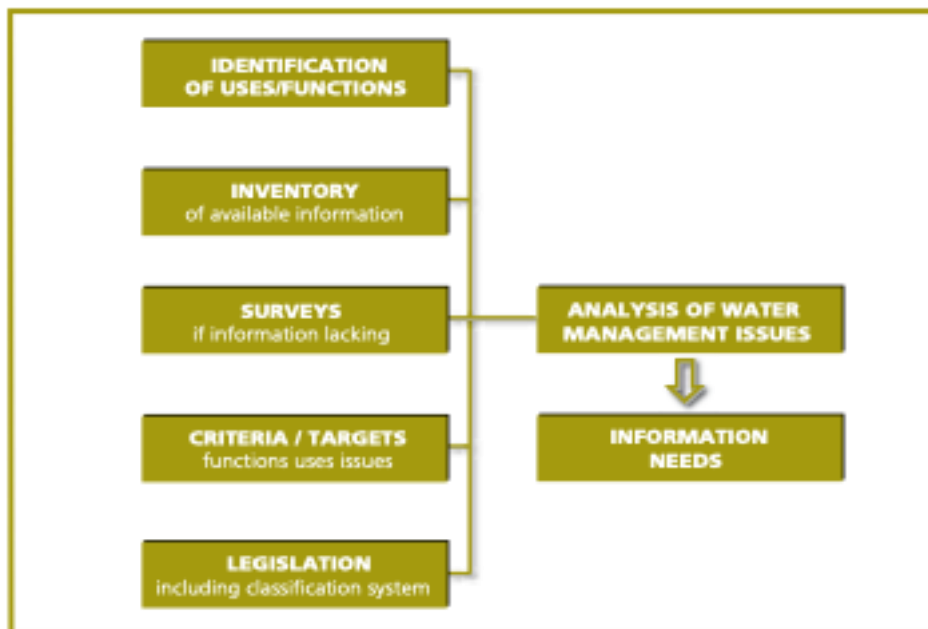 IDENTIFICATION
OF USES/FUNCTIONS
INVENTORY
of available information
SURVEYS
if information lacking
CRITERIA / TARGETS
functions uses issues
LEGISLATION
including classification system
ANALYSIS OF WATER
MANAGEMENT ISSUES
INFORMATION
NEEDS